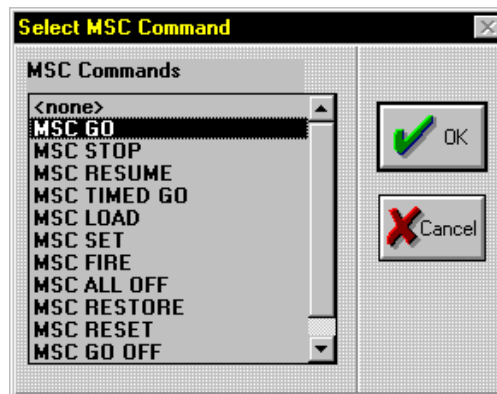 Select MSC Command
MSC Commands
<none>
MSC GO
MSC STOP
MSC RESUME
MSC TIMED GO
MSC LOAD
MSC SET
MSC FIRE
MSC ALL OFF
MSC RESTORE
MSC RESET
MSC GO OFF
OK
Cancel